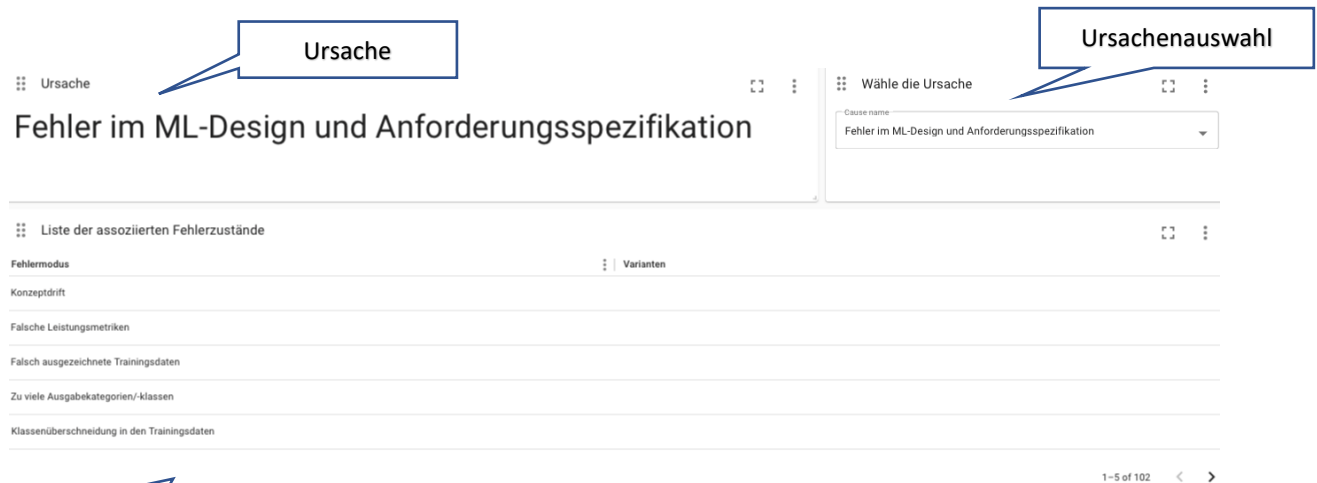 Ursache
Ursachenauswahl
Ursache
Wähle die Ursache
Fehler im ML-Design und Anforderungsspezifikation
Cause name
Fehler im ML-Design und Anforderungsspezifikation
Liste der assoziierten Fehlerzustände
Fehlermodus Varianten
Konzeptdrift
Falsche Leistungsmetriken
Falsch ausgezeichnete Trainingsdaten
Zu viele Ausgabekategorien/-klassen
Klassenüberschneidung in den Trainingsdaten
1–5 of 102